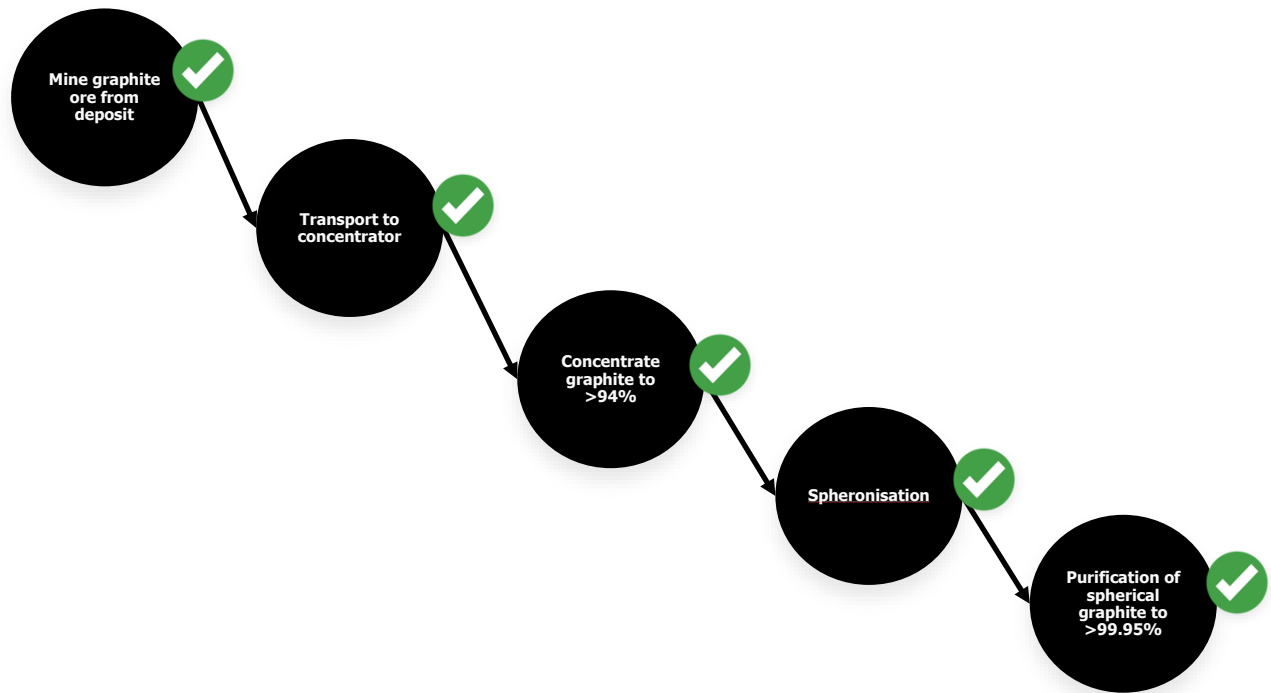 Mine graphite
ore from
deposit
Transport to
concentrator
Concentrate
graphite to
>94%
Spheronisation
Purification of
spherical
graphite to
>99.95%